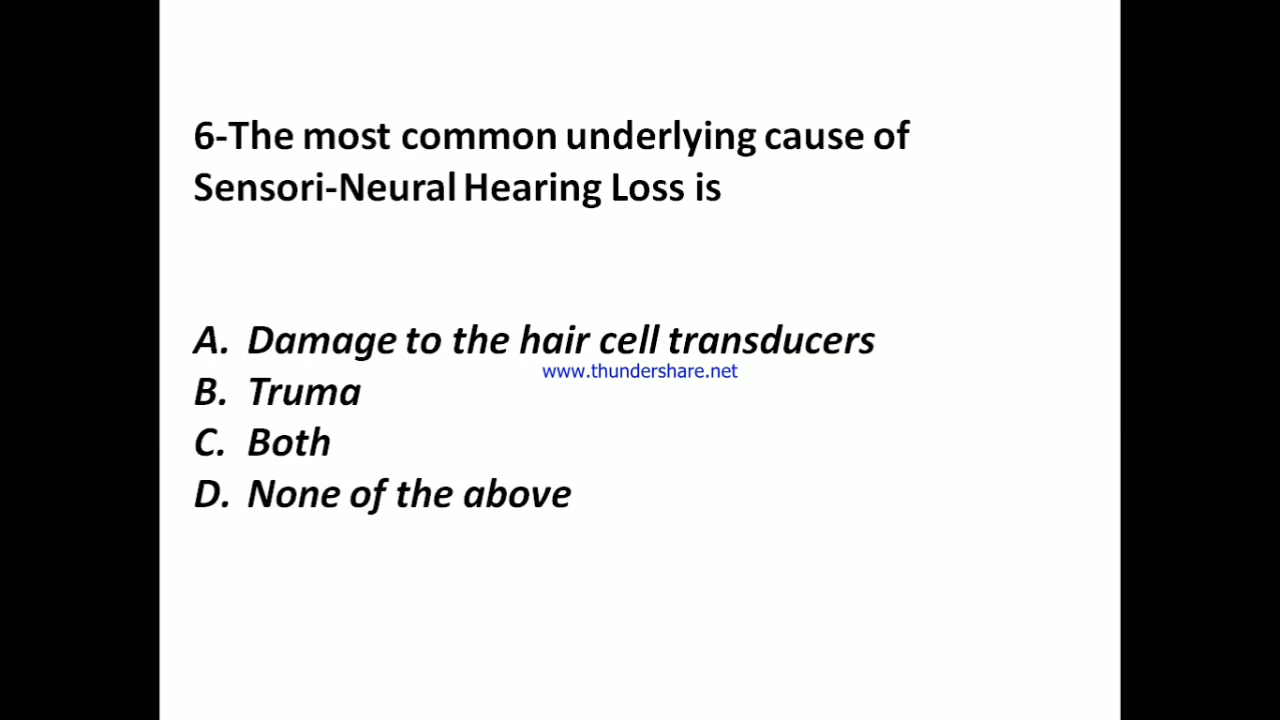 6-The most common underlying cause of
Sensori-Neural Hearing Loss is
A. Damage to the hair cell transducers
www.thundershare.net
B. Truma
C. Both
D. None of the above